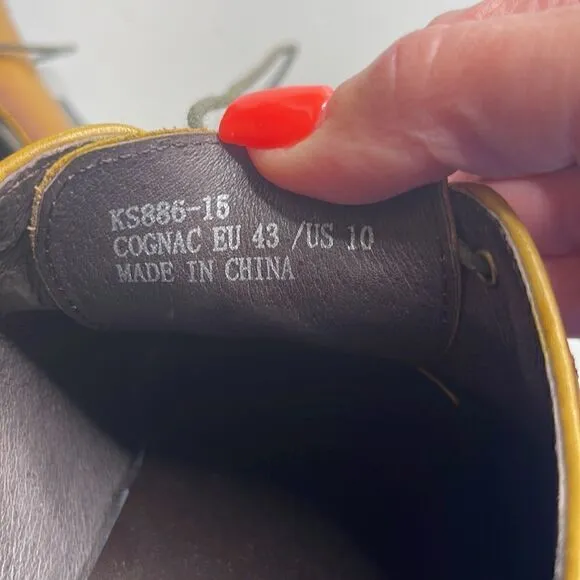 KS886-15
COGNAC EU 43 /US 10
MADE IN CHINA